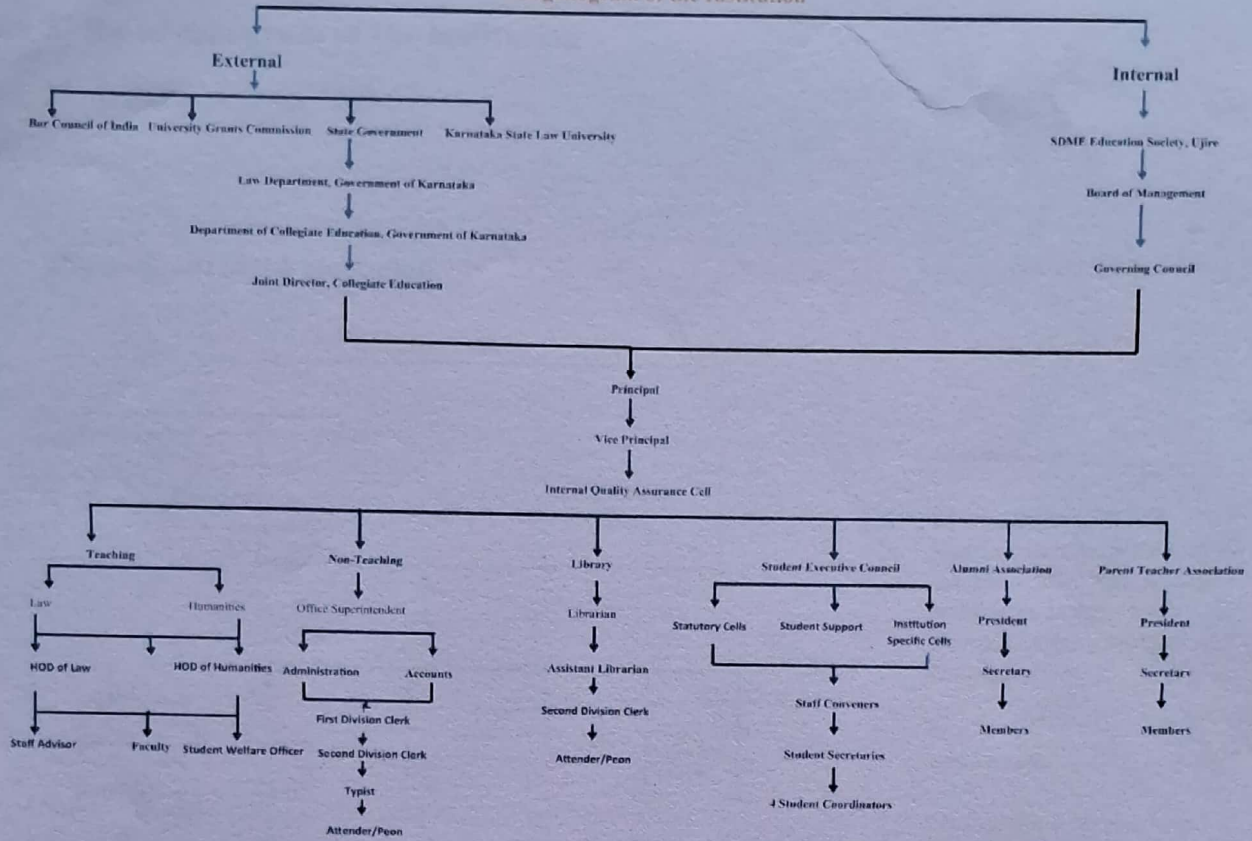 the Institution
External
Internal
Bar Council of India University Grants Commission State Government Karnataka State Law University
SDME Education Society, Ujire
Law Department, Government of Karnataka
Board of Management
Department of Collegiate Education, Government of Karnataka
Governing Council
Joint Director, Collegiate Education
Principal
Vice Principal
Internal Quality Assurance Cell
Teaching Non-Teaching Library Student Executive Council Alumni Association Parent Teacher Association
Law Humanities Office Superintendent Librarian Statutory Cells Student Support Institution
Specific Cells
President President
HOD of Law HOD of Humanities Administration Accounts Assistant Librarian Secretary Secretary
Staff Conveners
First Division Clerk Second Division Clerk
Members Members
Staff Advisor Faculty Student Welfare Officer Second Division Clerk Attender/Peon Student Secretaries
Typist
4 Student Coordinators
Attender/Peon